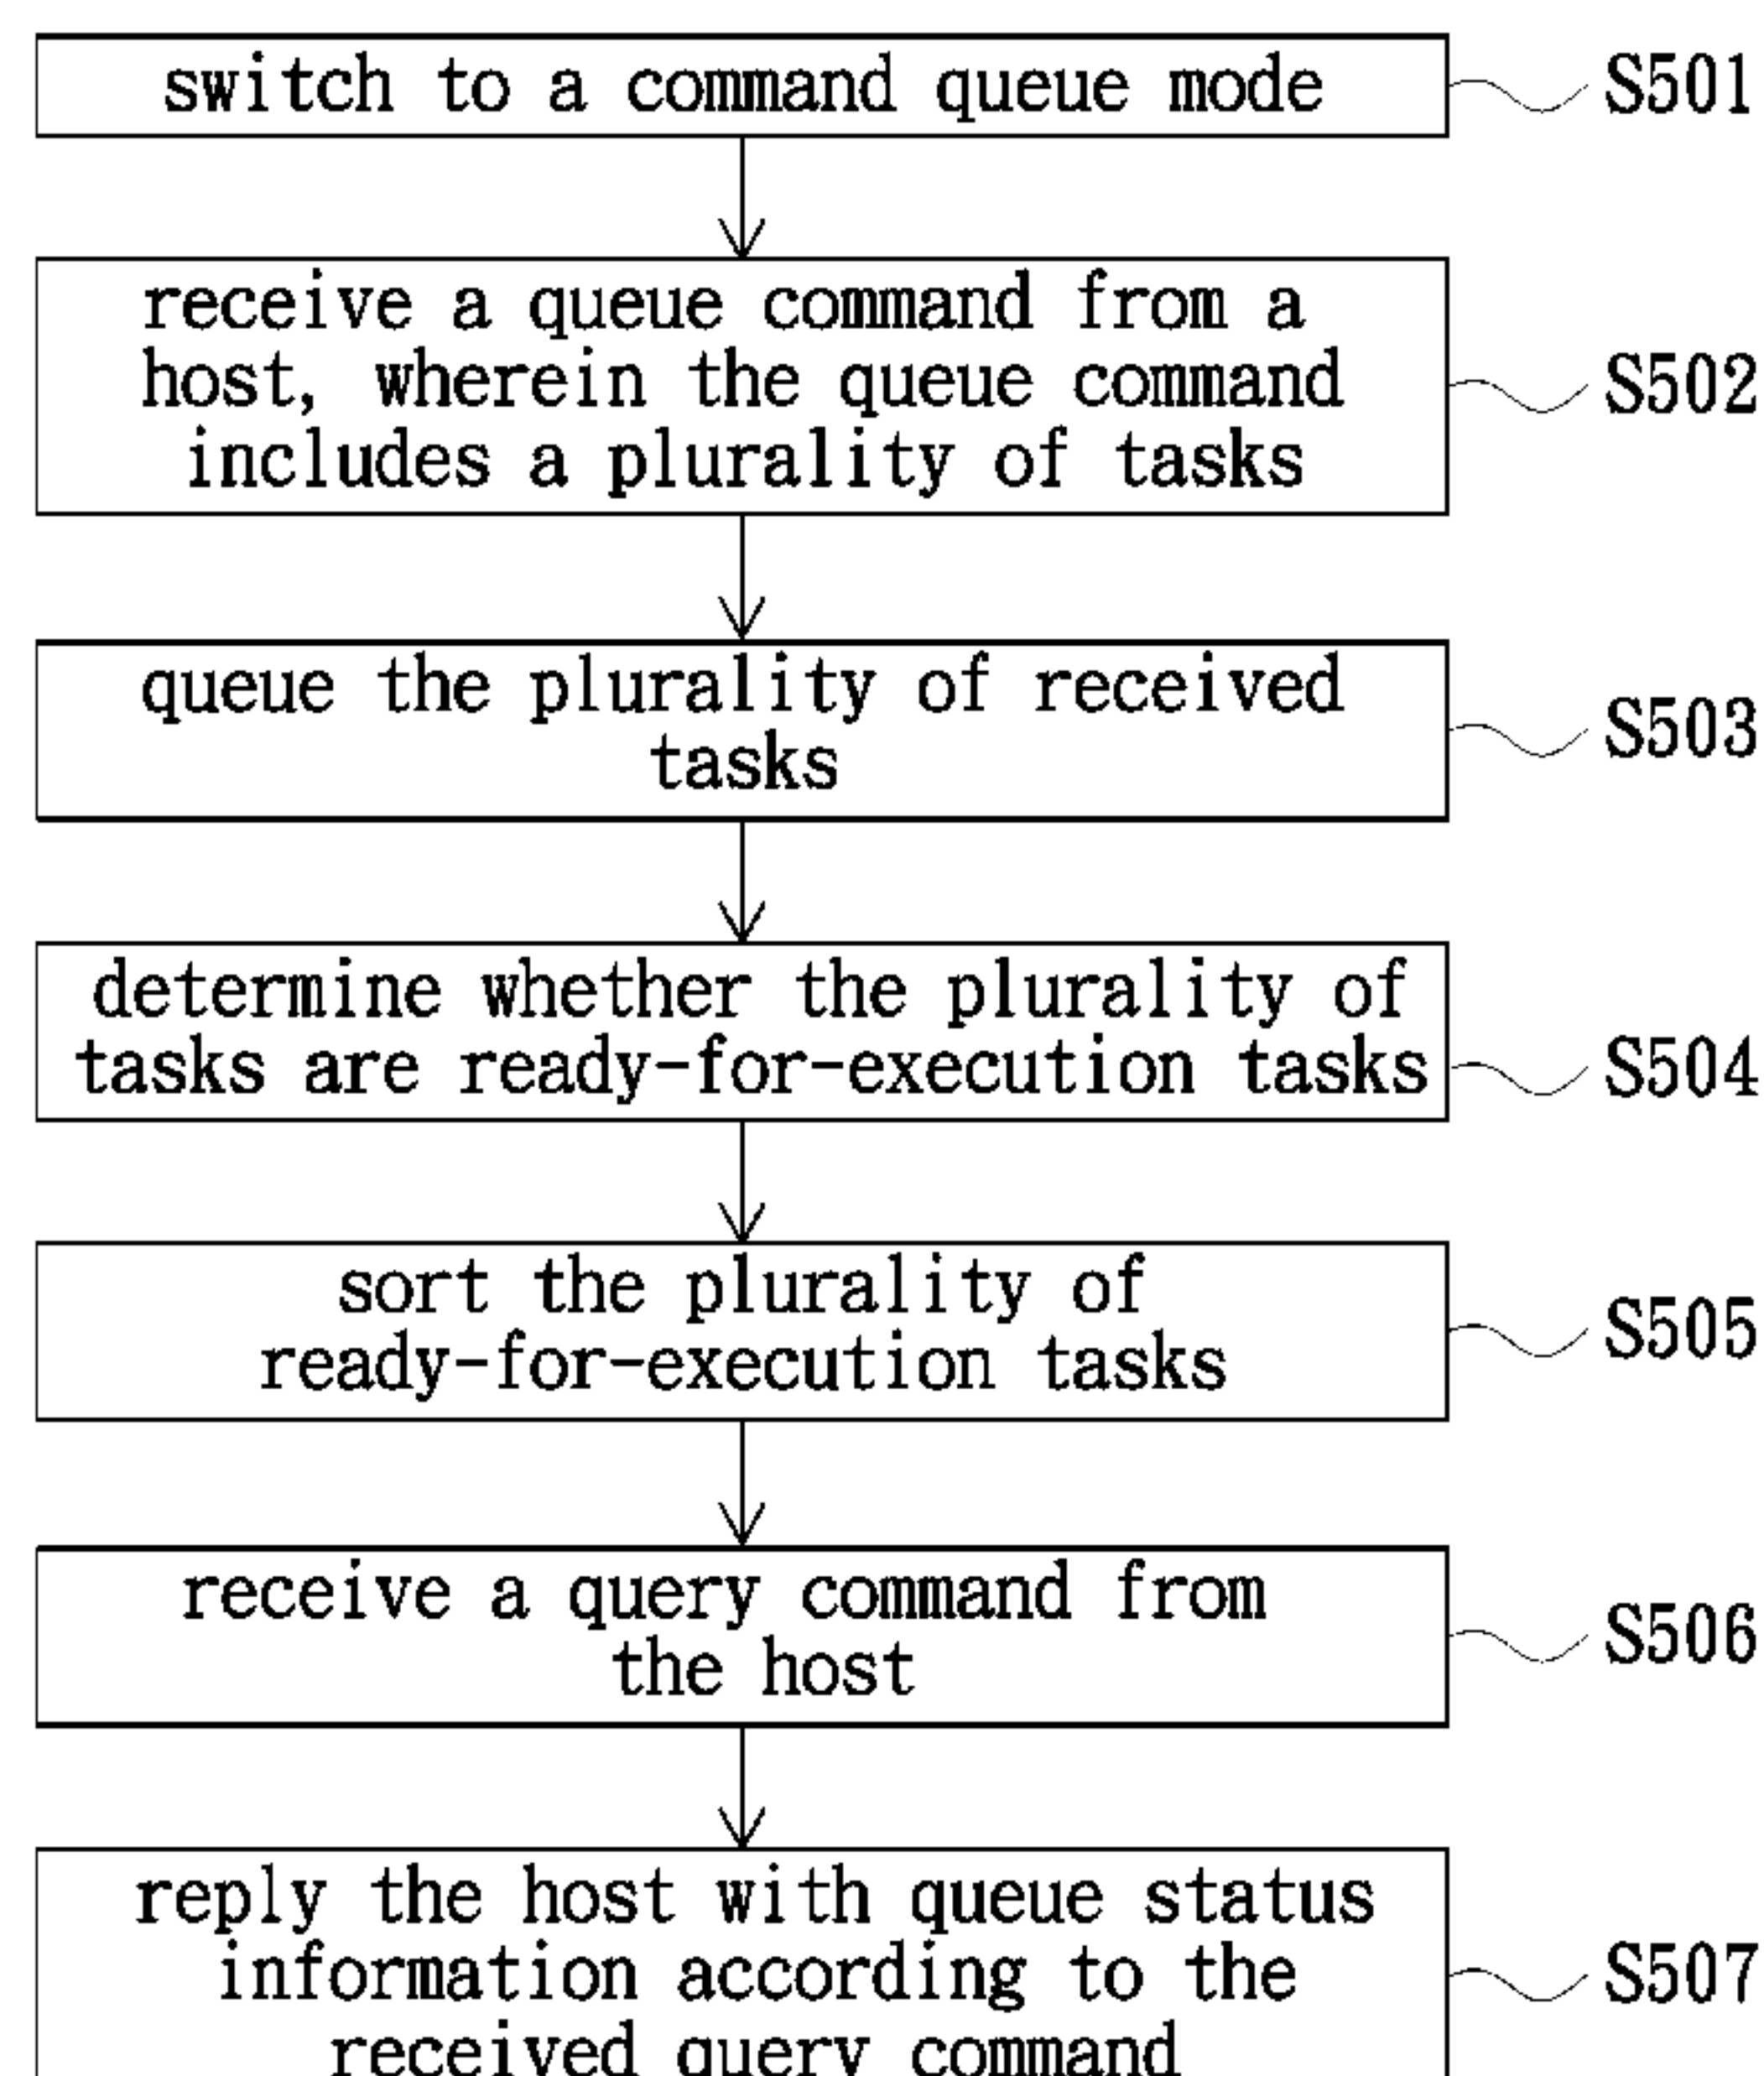 switch to a command queue mode S501
receive a queue command from a
host, wherein the queue command S502
includes a plurality of tasks
queue the plurality of received
tasks
S503
determine whether the plurality of
tasks are ready-for-execution tasks S504
sort the plurality of
ready-for-execution tasks
S505
receive a query command from
the host
S506
reply the host with queue status
information according to the S507
received query command